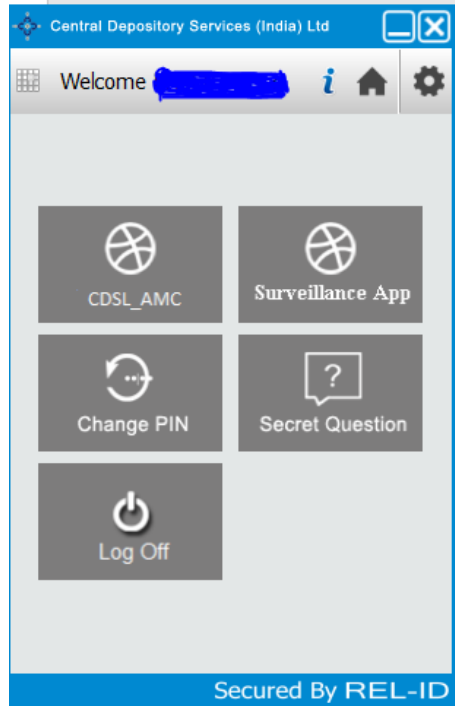 Central Depository Services (India) Ltd
Welcome
CDSL_AMC
Surveillance App
Change PIN
Secret Question
Log Off
Secured By REL-ID